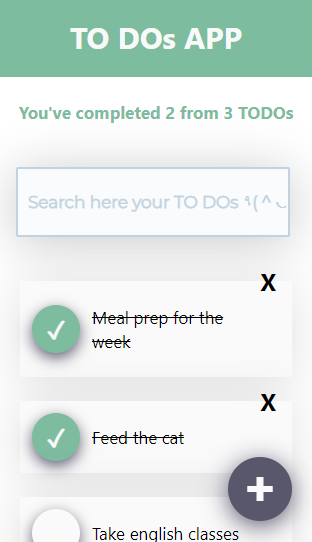 TO DOs APP
You've completed 2 from 3 TODOs
Search here your TO DOs
X
Meal prep for the
week
X
Feed the cat
Take english classes